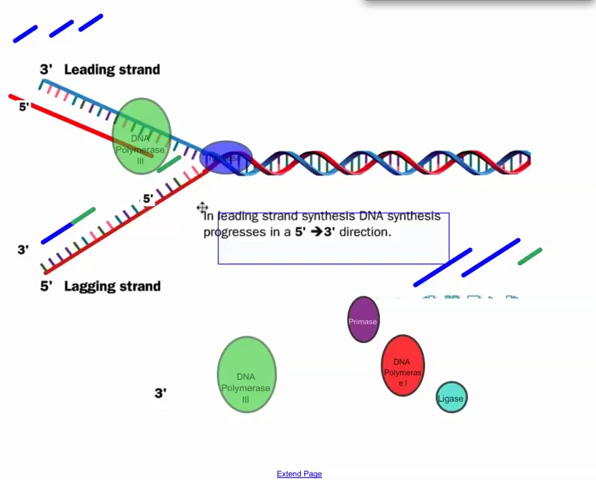 3' Leading strand
5'
DNA
Polymerase
III
5'
In leading strand synthesis DNA synthesis
progresses in a 5' →3' direction.
3'
5' Lagging strand
Primase
DNA
Polymeras
e I
DNA
Polymerase
III
Ligase
3'
Extend Page